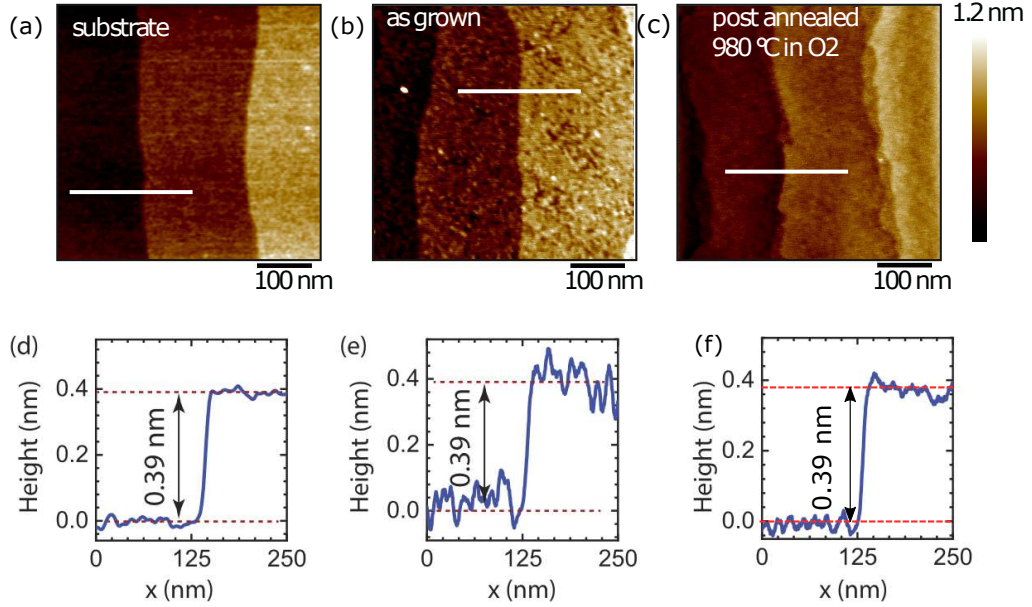 (a) substrate
(b) as grown
(c) post annealed
980 °C in O2
1.2 nm
0
100 nm
100 nm
100 nm
(d)
Height (nm)
0.4
0.2
0.0
0.39 nm
0 125 250
x (nm)
(e)
Height (nm)
0.4
0.2
0.0
0.39 nm
0 125 250
x (nm)
(f)
Height (nm)
0.4
0.2
0.0
0.39 nm
0 125 250
x (nm)